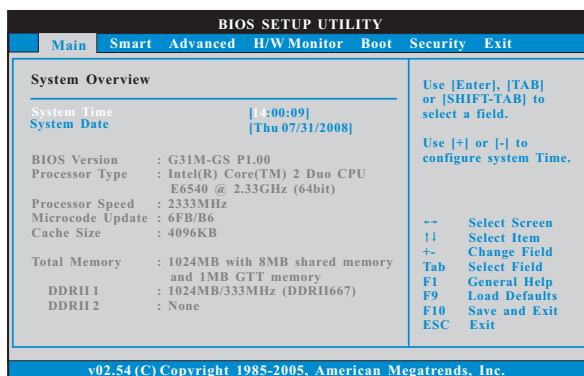 BIOS SETUP UTILITY
Main Smart Advanced H/W Monitor Boot Security Exit
System Overview
System Time [14:00:09]
System Date [Thu 07/31/2008]
BIOS Version : G31M-GS P1.00
Processor Type : Intel(R) Core(TM) 2 Duo CPU
E6540 @ 2.33GHz (64bit)
Processor Speed : 2333MHz
Microcode Update : 6FB/B6
Cache Size : 4096KB
Total Memory : 1024MB with 8MB shared memory
and 1MB GTT memory
DDRII 1 : 1024MB/333MHz (DDRII667)
DDRII 2 : None
Use [Enter], [TAB]
or [SHIFT-TAB] to
select a field.
Use [+] or [-] to
configure system Time.
←→ Select Screen
↑↓ Select Item
+- Change Field
Tab Select Field
F1 General Help
F9 Load Defaults
F10 Save and Exit
ESC Exit
v02.54 (C) Copyright 1985-2005, American Megatrends, Inc.